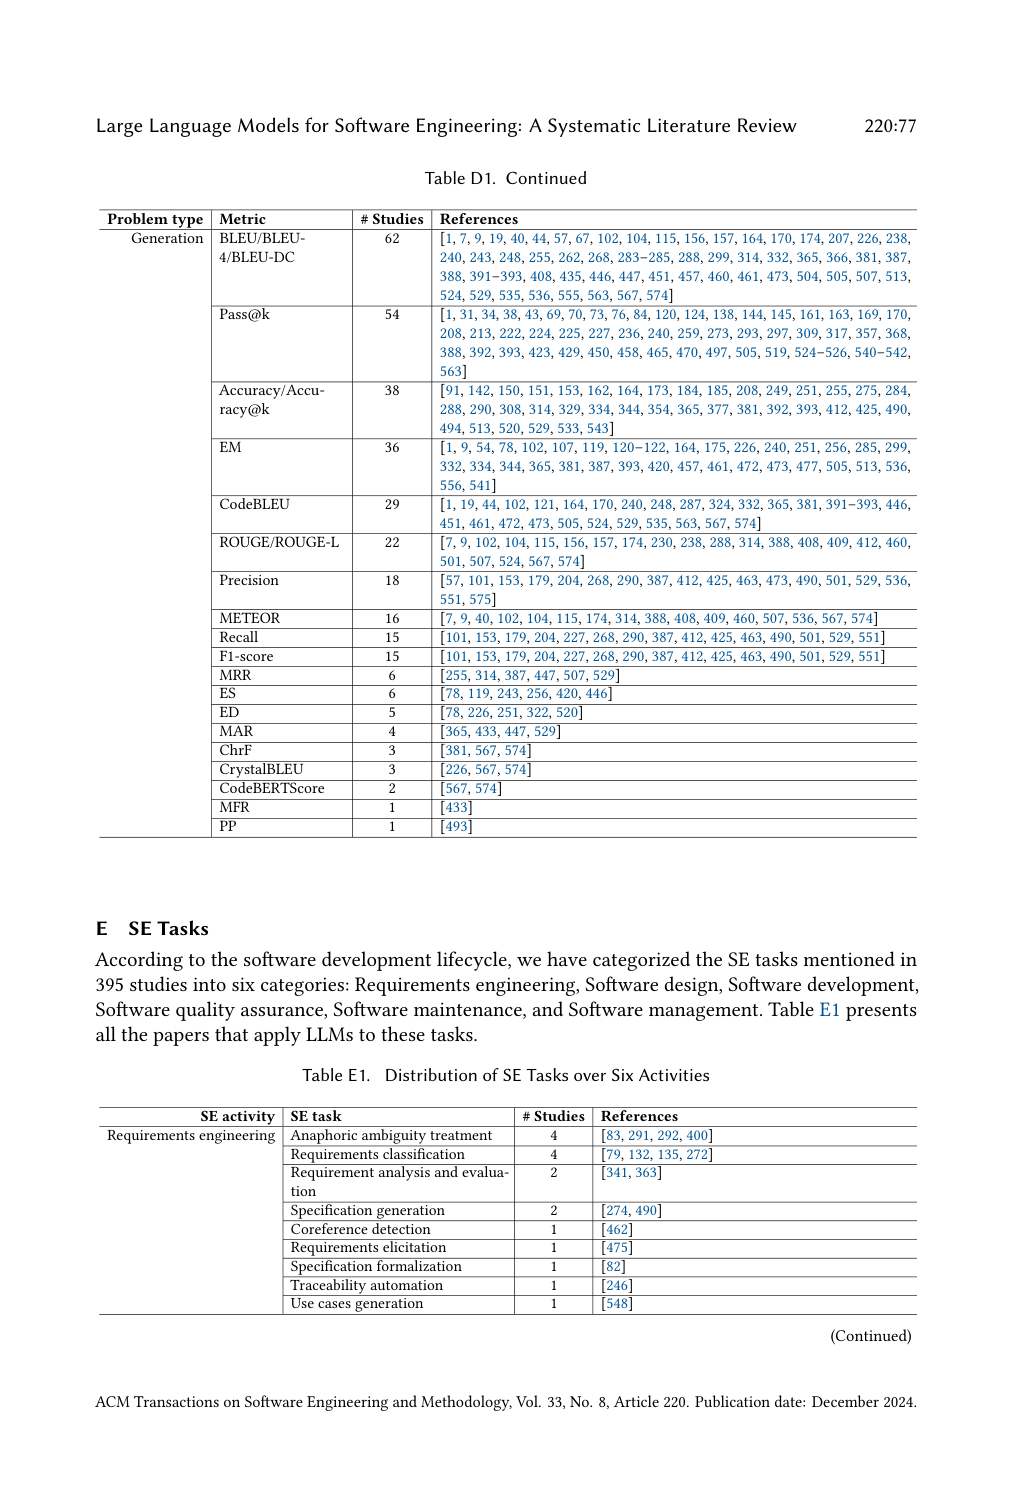 Large Language Models for Software Engineering: A Systematic Literature Review 220:77
Table D1. Continued
Problem type Metric # Studies References
Generation BLEU/BLEU- 62 [1, 7, 9, 19, 40, 44, 57, 67, 102, 104, 115, 156, 157, 164, 170, 174, 207, 226, 238,
4/BLEU-DC 240, 243, 248, 255, 262, 268, 283–285, 288, 299, 314, 332, 365, 366, 381, 387,
388, 391–393, 408, 435, 446, 447, 451, 457, 460, 461, 473, 504, 505, 507, 513,
524, 529, 535, 536, 555, 563, 567, 574]
Pass@k 54 [1, 31, 34, 38, 43, 69, 70, 73, 76, 84, 120, 124, 138, 144, 145, 161, 163, 169, 170,
208, 213, 222, 224, 225, 227, 236, 240, 259, 273, 293, 297, 309, 317, 357, 368,
388, 392, 393, 423, 429, 450, 458, 465, 470, 497, 505, 519, 524–526, 540–542,
563]
Accuracy/Accu- 38 [91, 142, 150, 151, 153, 162, 164, 173, 184, 185, 208, 249, 251, 255, 275, 284,
racy@k 288, 290, 308, 314, 329, 334, 344, 354, 365, 377, 381, 392, 393, 412, 425, 490,
494, 513, 520, 529, 533, 543]
EM 36 [1, 9, 54, 78, 102, 107, 119, 120–122, 164, 175, 226, 240, 251, 256, 285, 299,
332, 334, 344, 365, 381, 387, 393, 420, 457, 461, 472, 473, 477, 505, 513, 536,
556, 541]
CodeBLEU 29 [1, 19, 44, 102, 121, 164, 170, 240, 248, 287, 324, 332, 365, 381, 391–393, 446,
451, 461, 472, 473, 505, 524, 529, 535, 563, 567, 574]
ROUGE/ROUGE-L 22 [7, 9, 102, 104, 115, 156, 157, 174, 230, 238, 288, 314, 388, 408, 409, 412, 460,
501, 507, 524, 567, 574]
Precision 18 [57, 101, 153, 179, 204, 268, 290, 387, 412, 425, 463, 473, 490, 501, 529, 536,
551, 575]
METEOR 16 [7, 9, 40, 102, 104, 115, 174, 314, 388, 408, 409, 460, 507, 536, 567, 574]
Recall 15 [101, 153, 179, 204, 227, 268, 290, 387, 412, 425, 463, 490, 501, 529, 551]
F1-score 15 [101, 153, 179, 204, 227, 268, 290, 387, 412, 425, 463, 490, 501, 529, 551]
MRR 6 [255, 314, 387, 447, 507, 529]
ES 6 [78, 119, 243, 256, 420, 446]
ED 5 [78, 226, 251, 322, 520]
MAR 4 [365, 433, 447, 529]
ChrF 3 [381, 567, 574]
CrystalBLEU 3 [226, 567, 574]
CodeBERTScore 2 [567, 574]
MFR 1 [433]
PP 1 [493]
E SE Tasks
According to the software development lifecycle, we have categorized the SE tasks mentioned in
395 studies into six categories: Requirements engineering, Software design, Software development,
Software quality assurance, Software maintenance, and Software management. Table E1 presents
all the papers that apply LLMs to these tasks.
Table E1. Distribution of SE Tasks over Six Activities
SE activity SE task # Studies References
Requirements engineering Anaphoric ambiguity treatment 4 [83, 291, 292, 400]
Requirements classification 4 [79, 132, 135, 272]
Requirement analysis and evalua- 2 [341, 363]
tion
Specification generation 2 [274, 490]
Coreference detection 1 [462]
Requirements elicitation 1 [475]
Specification formalization 1 [82]
Traceability automation 1 [246]
Use cases generation 1 [548]
(Continued)
ACM Transactions on Software Engineering and Methodology, Vol. 33, No. 8, Article 220. Publication date: December 2024.